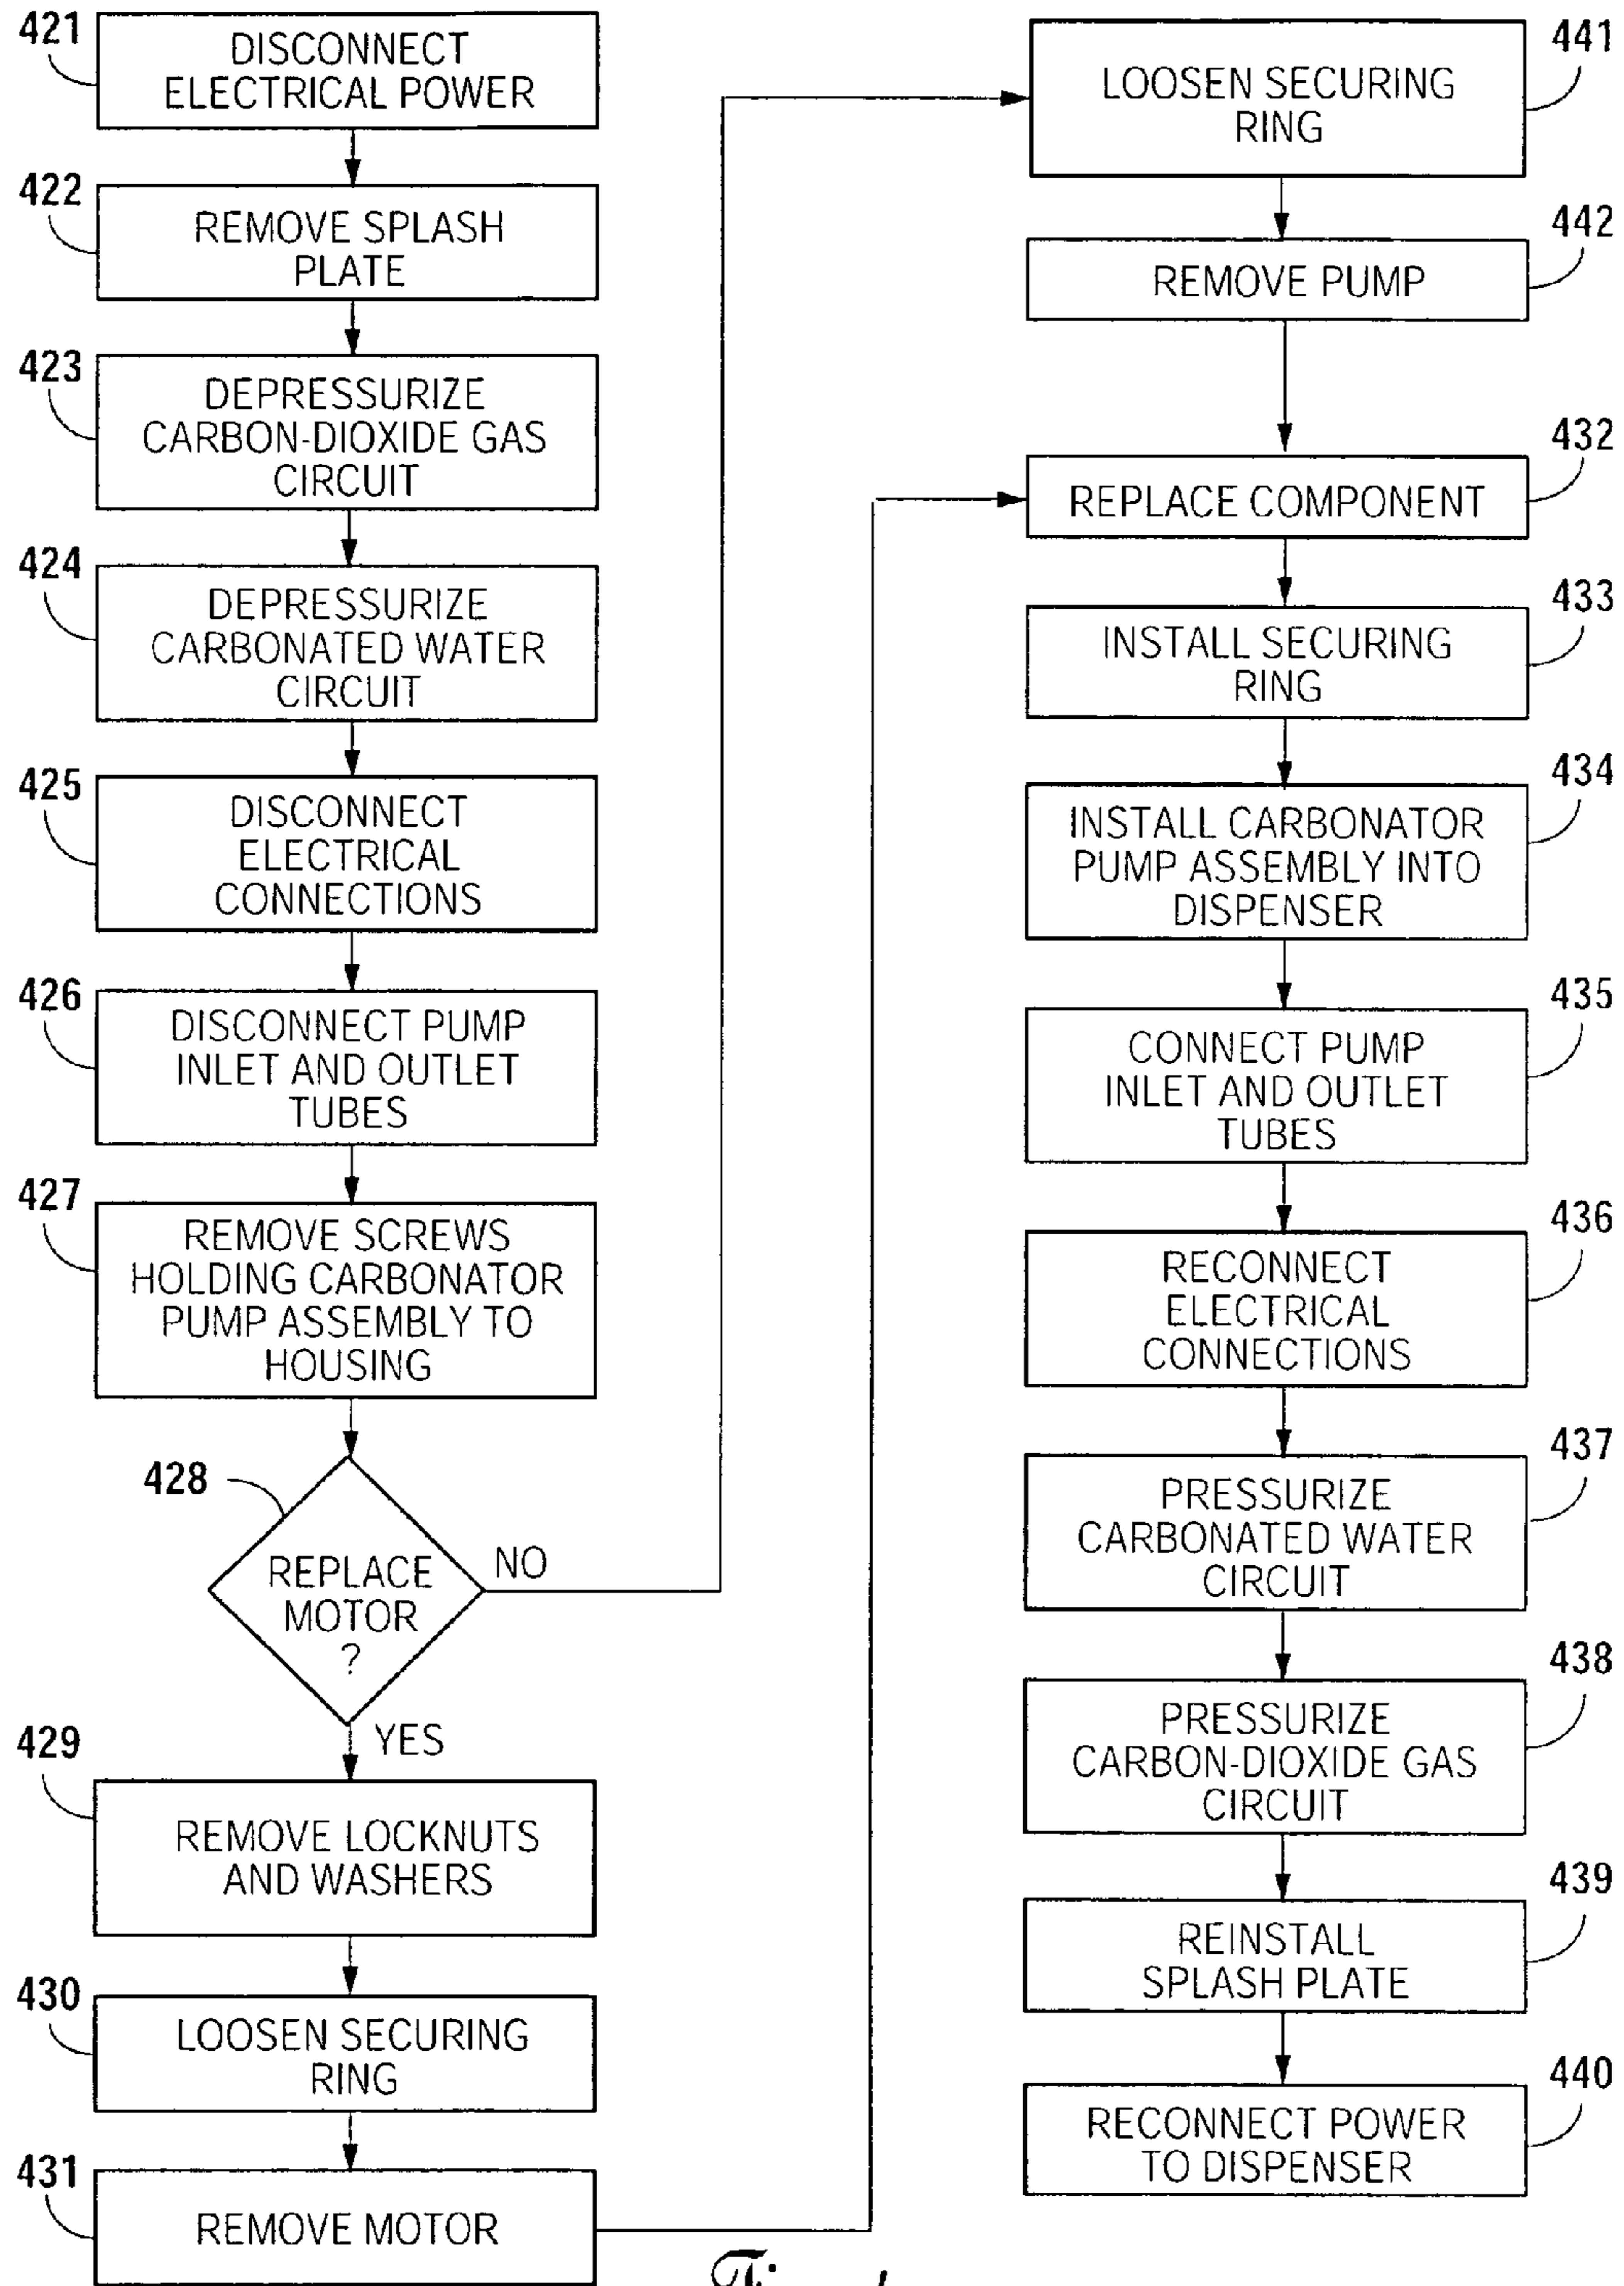 421
DISCONNECT
ELECTRICAL POWER
422
REMOVE SPLASH
PLATE
423
DEPRESSURIZE
CARBON-DIOXIDE GAS
CIRCUIT
424
DEPRESSURIZE
CARBONATED WATER
CIRCUIT
425
DISCONNECT
ELECTRICAL
CONNECTIONS
426
DISCONNECT PUMP
INLET AND OUTLET
TUBES
427
REMOVE SCREWS
HOLDING CARBONATOR
PUMP ASSEMBLY TO
HOUSING
428
REPLACE
MOTOR
?
NO
YES
429
REMOVE LOCKNUTS
AND WASHERS
430
LOOSEN SECURING
RING
431
REMOVE MOTOR
441
LOOSEN SECURING
RING
442
REMOVE PUMP
432
REPLACE COMPONENT
433
INSTALL SECURING
RING
434
INSTALL CARBONATOR
PUMP ASSEMBLY INTO
DISPENSER
435
CONNECT PUMP
INLET AND OUTLET
TUBES
436
RECONNECT
ELECTRICAL
CONNECTIONS
437
PRESSURIZE
CARBONATED WATER
CIRCUIT
438
PRESSURIZE
CARBON-DIOXIDE GAS
CIRCUIT
439
REINSTALL
SPLASH PLATE
440
RECONNECT POWER
TO DISPENSER